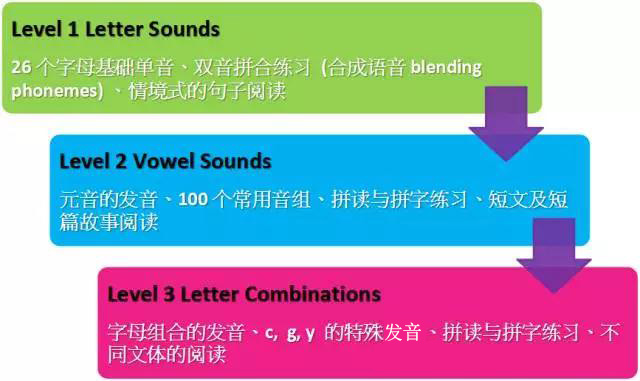 Level 1 Letter Sounds
26 个字母基础单音、双音拼合练习 (合成语音 blending
phonemes) 、情境式的句子阅读
Level 2 Vowel Sounds
元音的发音、100 个常用音组、拼读与拼字练习、短文及短
篇故事阅读
Level 3 Letter Combinations
字母组合的发音、c, g, y 的特殊发音、拼读与拼字练习、不
同文体的阅读